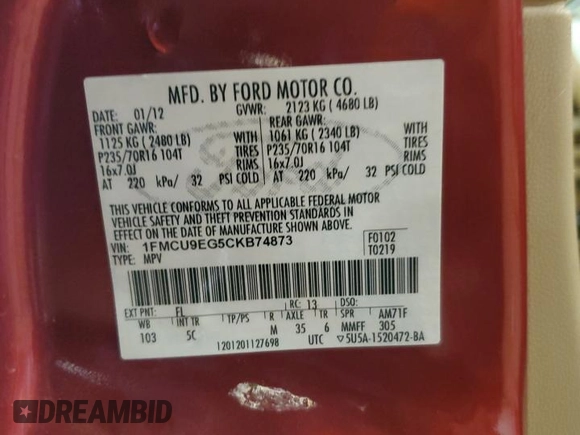 MFD. BY FORD MOTOR CO.
DATE: 01/12 GVWR: 2123 KG ( 4680 LB)
FRONT GAWR: REAR GAWR:
1125 KG ( 2480 LB) WITH 1061 KG ( 2340 LB) WITH
P235/70R16 104T TIRES P235/70R16 104T TIRES
16x7.0J RIMS 16x7.0J RIMS
AT 220 kPa/ 32 PSI COLD AT 220 kPa/ 32 PSI COLD
THIS VEHICLE CONFORMS TO ALL APPLICABLE FEDERAL MOTOR
VEHICLE SAFETY AND THEFT PREVENTION STANDARDS IN
EFFECT ON THE DATE OF MANUFACTURE SHOWN ABOVE.
VIN: 1FMCU9EG5CKB74873 F0102
TYPE: MPV T0219
EXT PNT: FL RC: 13 DSO:
WB INT TR TP/PS R AXLE TR SPR AM71F
103 5C M 35 6 MMFF 305
1201201127698 UTC ▽5U5A-1520472-BA
DREAMBID